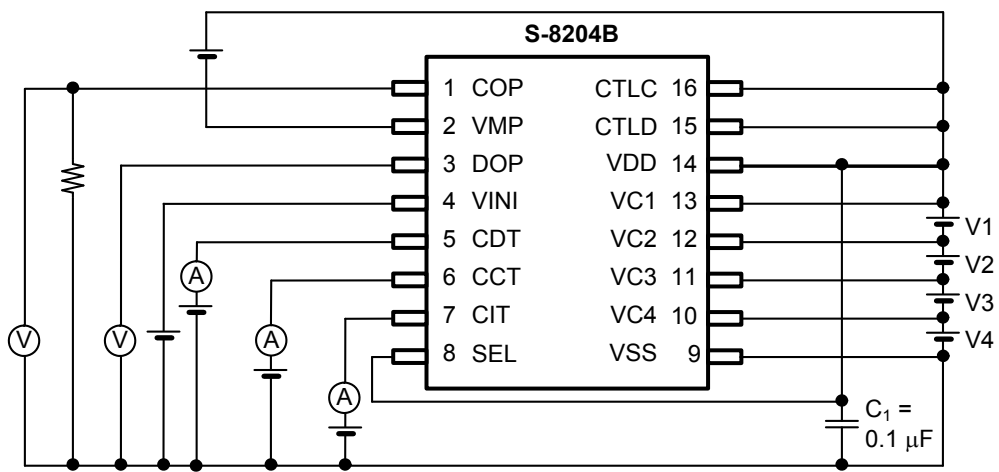 S-8204B
1 COP CTLC 16
2 VMP CTLD 15
3 DOP VDD 14
4 VINI VC1 13
5 CDT VC2 12
6 CCT VC3 11
7 CIT VC4 10
8 SEL VSS 9
V1
V2
V3
V4
A
A
A
V
V
C₁ =
0.1 μF